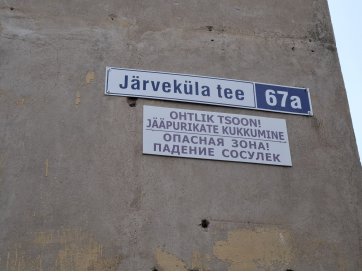 Järveküla tee 67a
OHTLIK TSOON!
JÄÄPURIKATE KUKKUMINE
ОПАСНАЯ ЗОНА!
ПАДЕНИЕ СОСУЛЕК